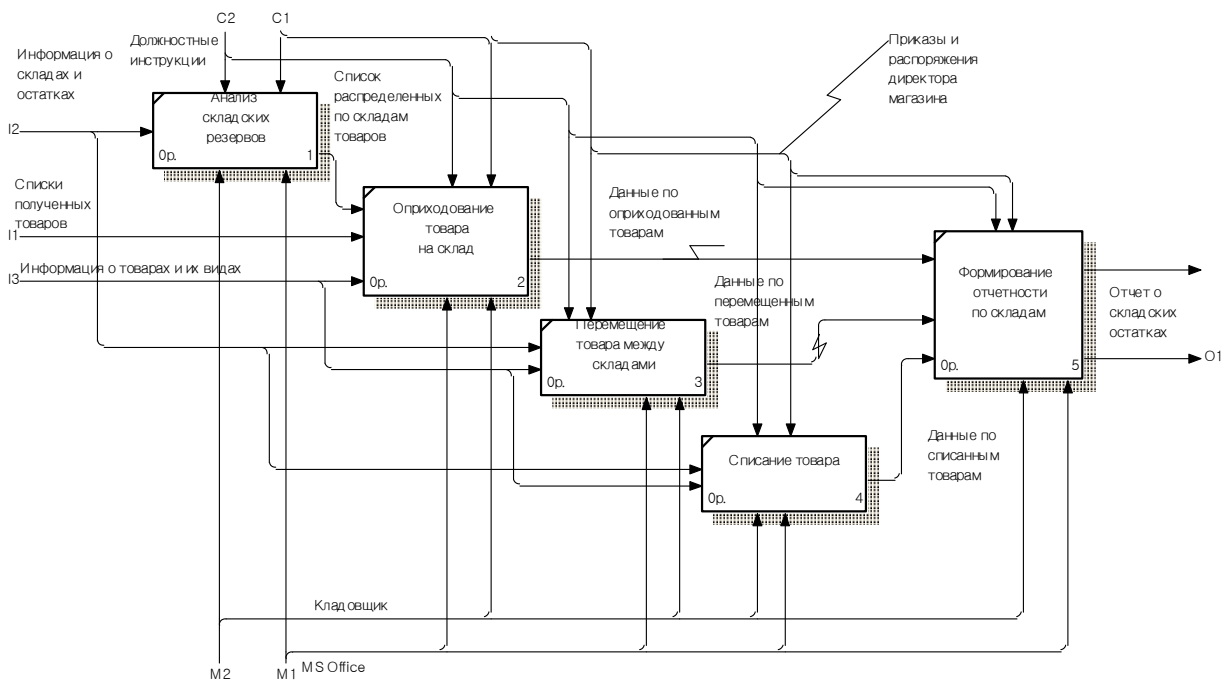 C2
C1
Информация о
складах и
остатках
Должностные
инструкции
Приказы и
распоряжения
директора
магазина
Список
распределенных
по складам
товаров
Анализ
складских
резервов
0р.
1
I2
Списки
полученных
товаров
I1
Оприходование
товара
на склад
0р.
2
Данные по
оприходованным
товарам
Информация о товарах и их видах
I3
Данные по
перемещенным
товарам
Формирование
отчетности
по складам
0р.
5
Отчет о
складских
остатках
O1
Перемещение
товара между
складами
0р.
3
Списание товара
0р.
4
Данные по
списанным
товарам
Кладовщик
M2
M1
MS Office